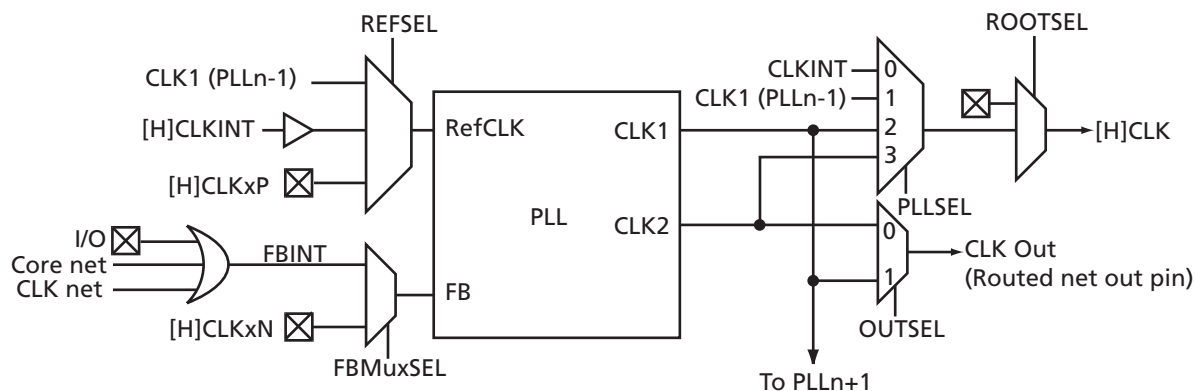 REFSEL
ROOTSEL
CLK1 (PLLn-1)
[H]CLKINT
[H]CLKxP
RefCLK
CLK1
CLK2
PLL
FB
CLKINT
CLK1 (PLLn-1)
0
1
2
3
PLLSEL
[H]CLK
I/O
Core net
CLK net
FBINT
[H]CLKxN
FBMuxSEL
0
1
OUTSEL
CLK Out
(Routed net out pin)
To PLLn+1